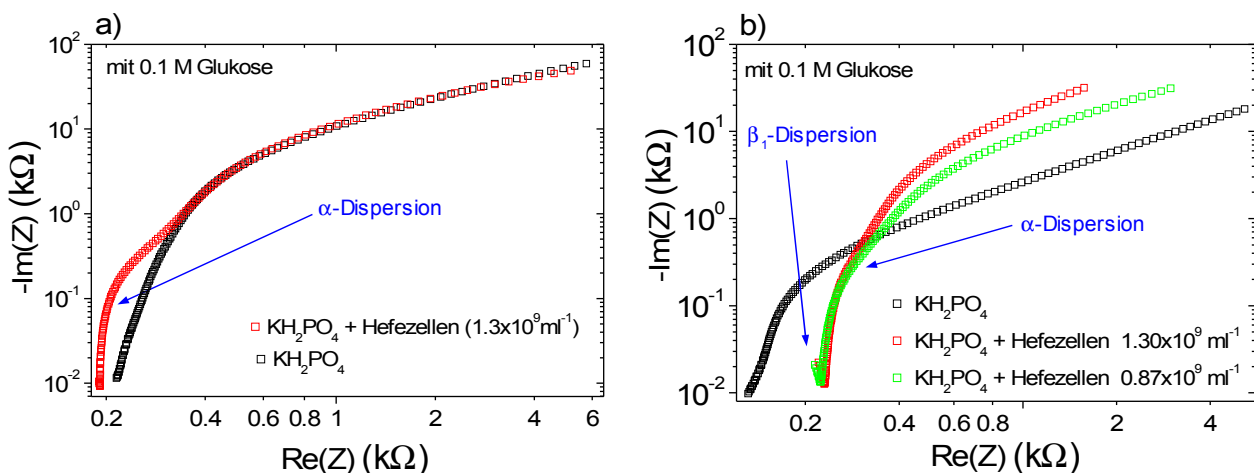 a)
10²
mit 0.1 M Glukose
10¹
10⁰
-Im(Z) (kΩ)
α-Dispersion
10⁻¹
KH₂PO₄ + Hefezellen (1.3x10⁹ml⁻¹)
KH₂PO₄
10⁻²
0.2 0.4 0.6 0.8 1 2 4 6
Re(Z) (kΩ)
b)
10²
mit 0.1 M Glukose
10¹
β₁-Dispersion
10⁰
-Im(Z) (kΩ)
α-Dispersion
10⁻¹
KH₂PO₄
KH₂PO₄ + Hefezellen 1.30x10⁹ ml⁻¹
KH₂PO₄ + Hefezellen 0.87x10⁹ ml⁻¹
10⁻²
0.2 0.4 0.6 0.8 2 4
Re(Z) (kΩ)